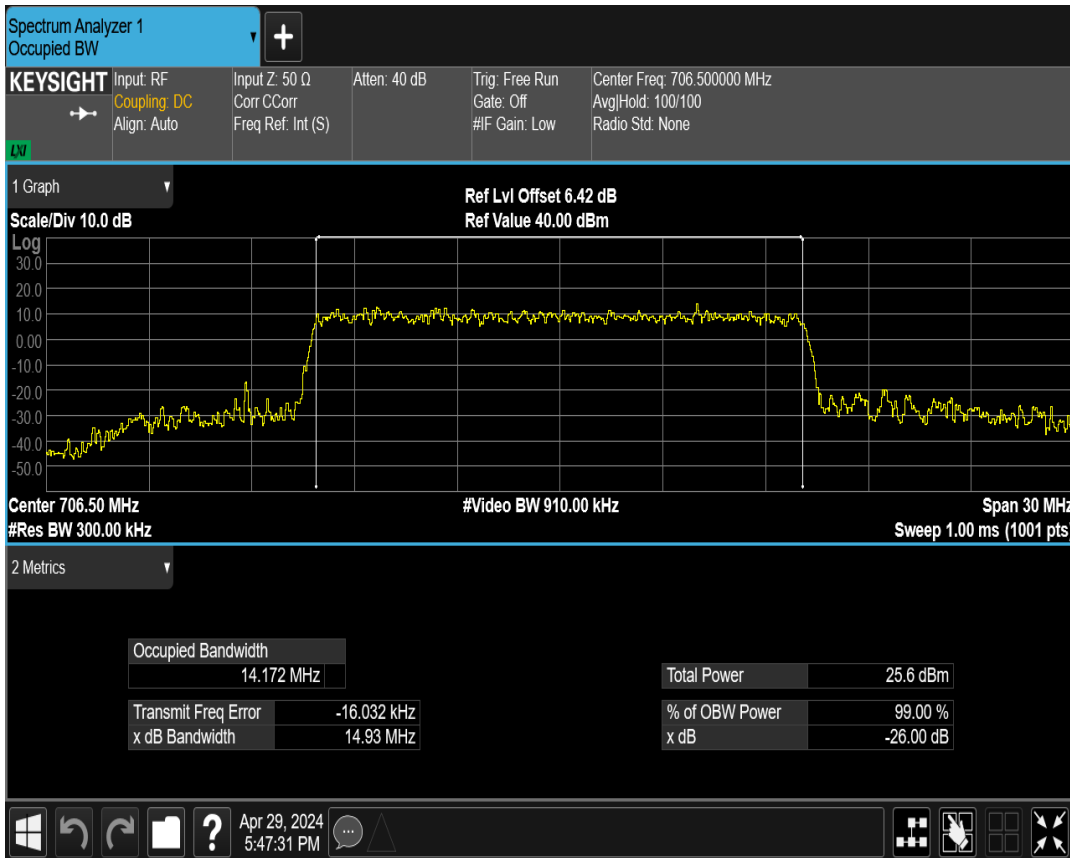 Spectrum Analyzer 1
Occupied BW
KEYSIGHT
LXI
Input: RF
Coupling: DC
Align: Auto
Input Z: 50 Ω
Corr CCorr
Freq Ref: Int (S)
Atten: 40 dB
Trig: Free Run
Gate: Off
#IF Gain: Low
Center Freq: 706.500000 MHz
Avg|Hold: 100/100
Radio Std: None
1 Graph
Scale/Div 10.0 dB
Ref Lvl Offset 6.42 dB
Ref Value 40.00 dBm
Log
30.0
20.0
10.0
0.00
-10.0
-20.0
-30.0
-40.0
-50.0
Center 706.50 MHz
#Video BW 910.00 kHz
Span 30 MHz
#Res BW 300.00 kHz
Sweep 1.00 ms (1001 pts)
2 Metrics
Occupied Bandwidth
14.172 MHz
Total Power 25.6 dBm
Transmit Freq Error -16.032 kHz
% of OBW Power 99.00 %
x dB Bandwidth 14.93 MHz
x dB -26.00 dB
Apr 29, 2024
5:47:31 PM